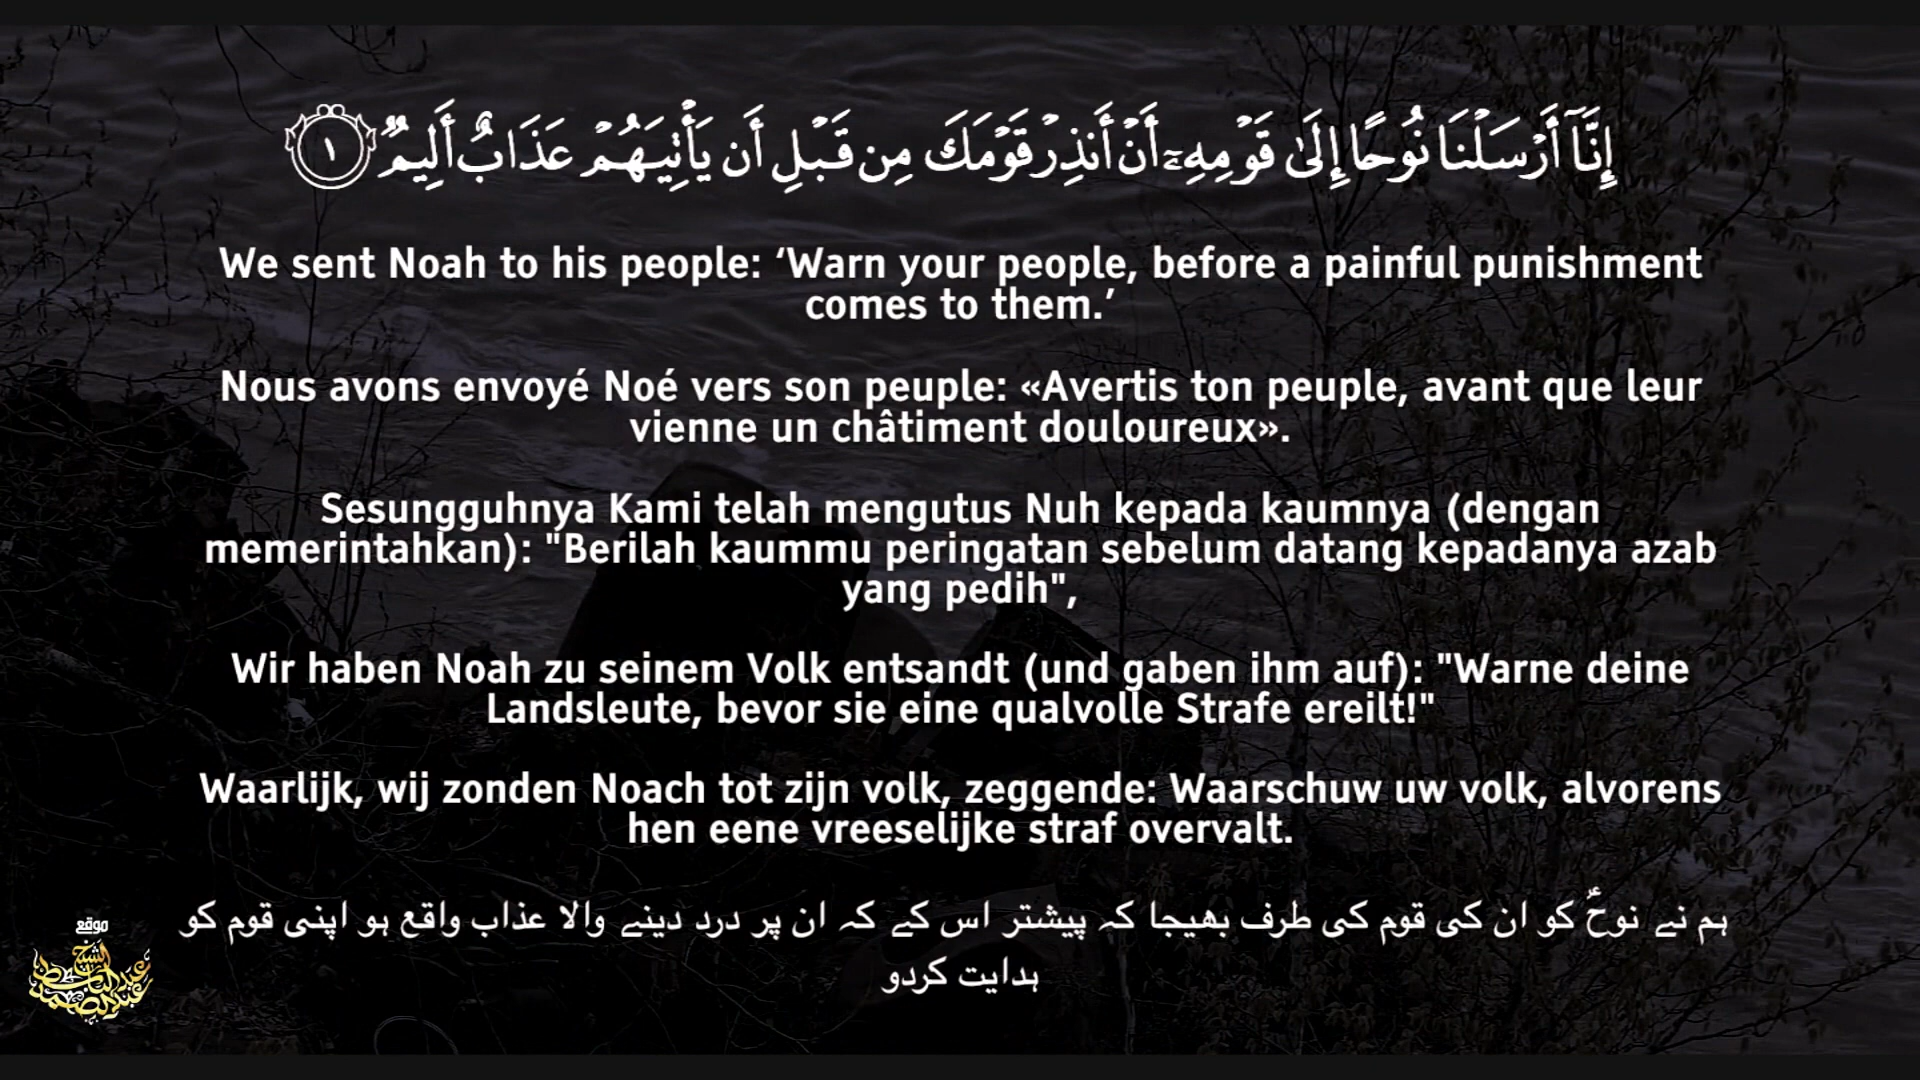 إِنَّآ أَرْسَلْنَا نُوحًا إِلَىٰ قَوْمِهِۦٓ أَنْ أَنذِرْ قَوْمَكَ مِن قَبْلِ أَن يَأْتِيَهُمْ عَذَابٌ أَلِيمٌ ١
We sent Noah to his people: ‘Warn your people, before a painful punishment
comes to them.’
Nous avons envoyé Noé vers son peuple: «Avertis ton peuple, avant que leur
vienne un châtiment douloureux».
Sesungguhnya Kami telah mengutus Nuh kepada kaumnya (dengan
memerintahkan): "Berilah kaummu peringatan sebelum datang kepadanya azab
yang pedih",
Wir haben Noah zu seinem Volk entsandt (und gaben ihm auf): "Warne deine
Landsleute, bevor sie eine qualvolle Strafe ereilt!"
Waarlijk, wij zonden Noach tot zijn volk, zeggende: Waarschuw uw volk, alvorens
hen eene vreeselijke straf overvalt.
ہم نے نوحؑ کو ان کی قوم کی طرف بھیجا کہ پیشتر اس کے کہ ان پر درد دینے والا عذاب واقع ہو اپنی قوم کو
ہدایت کردو
موقع
الشيخ
عبدالباسط
عبدالصمد